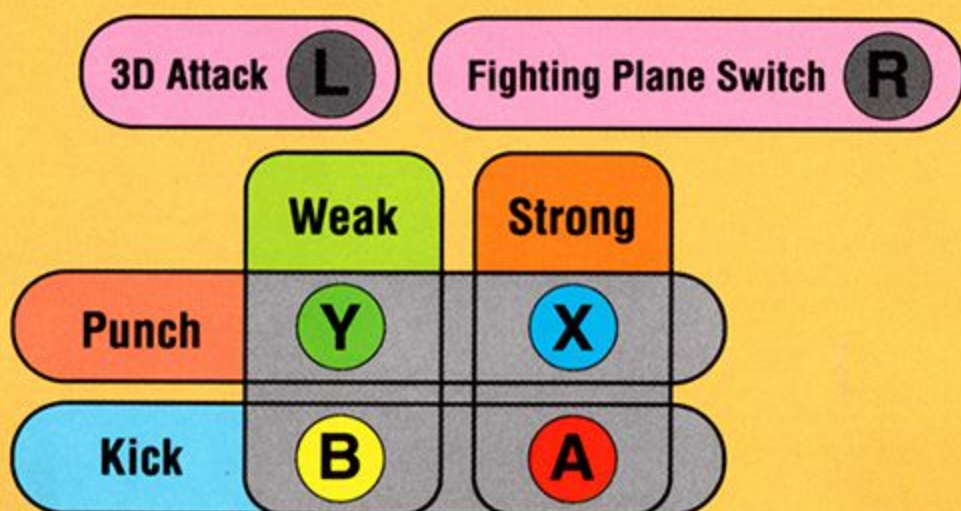 3D Attack L Fighting Plane Switch R
Weak Strong
Punch Y X
Kick B A